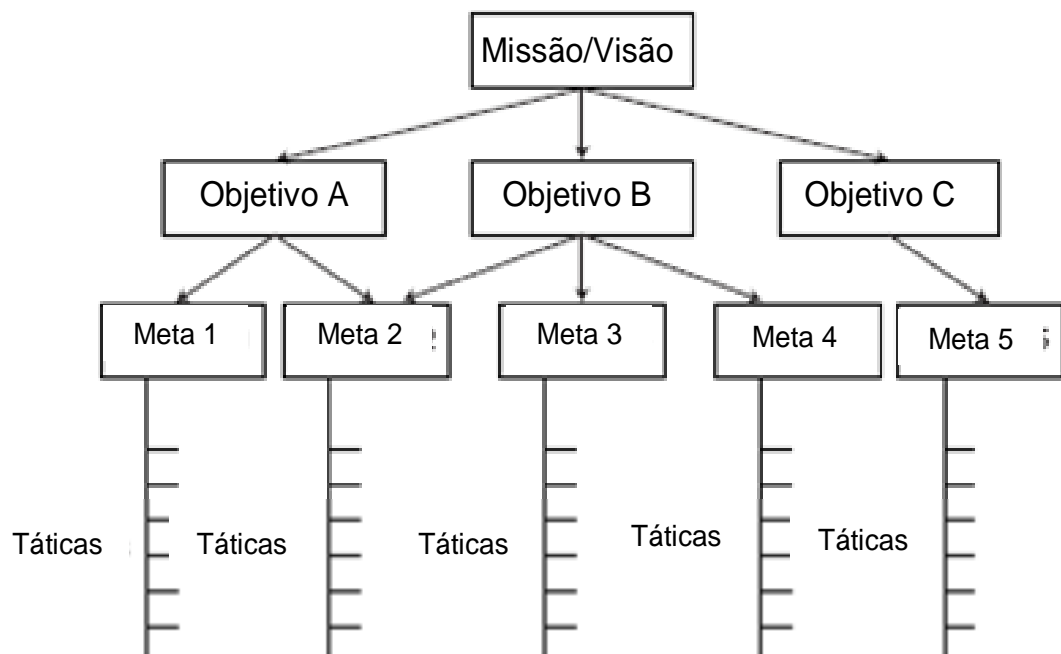 Missão/Visão
Objetivo A
Objetivo B
Objetivo C
Meta 1
Meta 2
Meta 3
Meta 4
Meta 5
Táticas
Táticas
Táticas
Táticas
Táticas